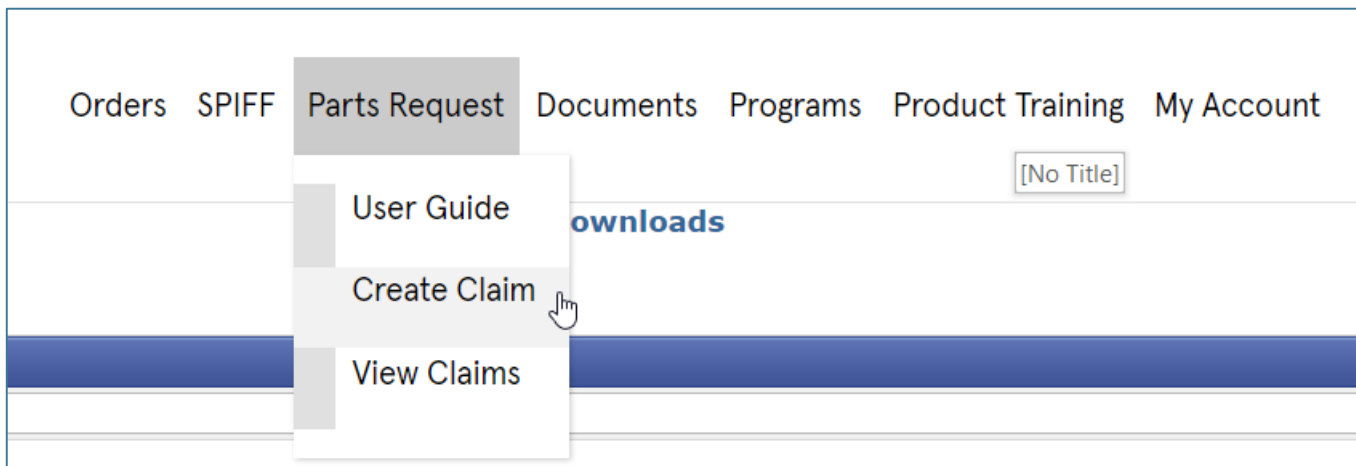 Orders SPIFF Parts Request Documents Programs Product Training My Account
[No Title]
User Guide
ownloads
Create Claim
View Claims